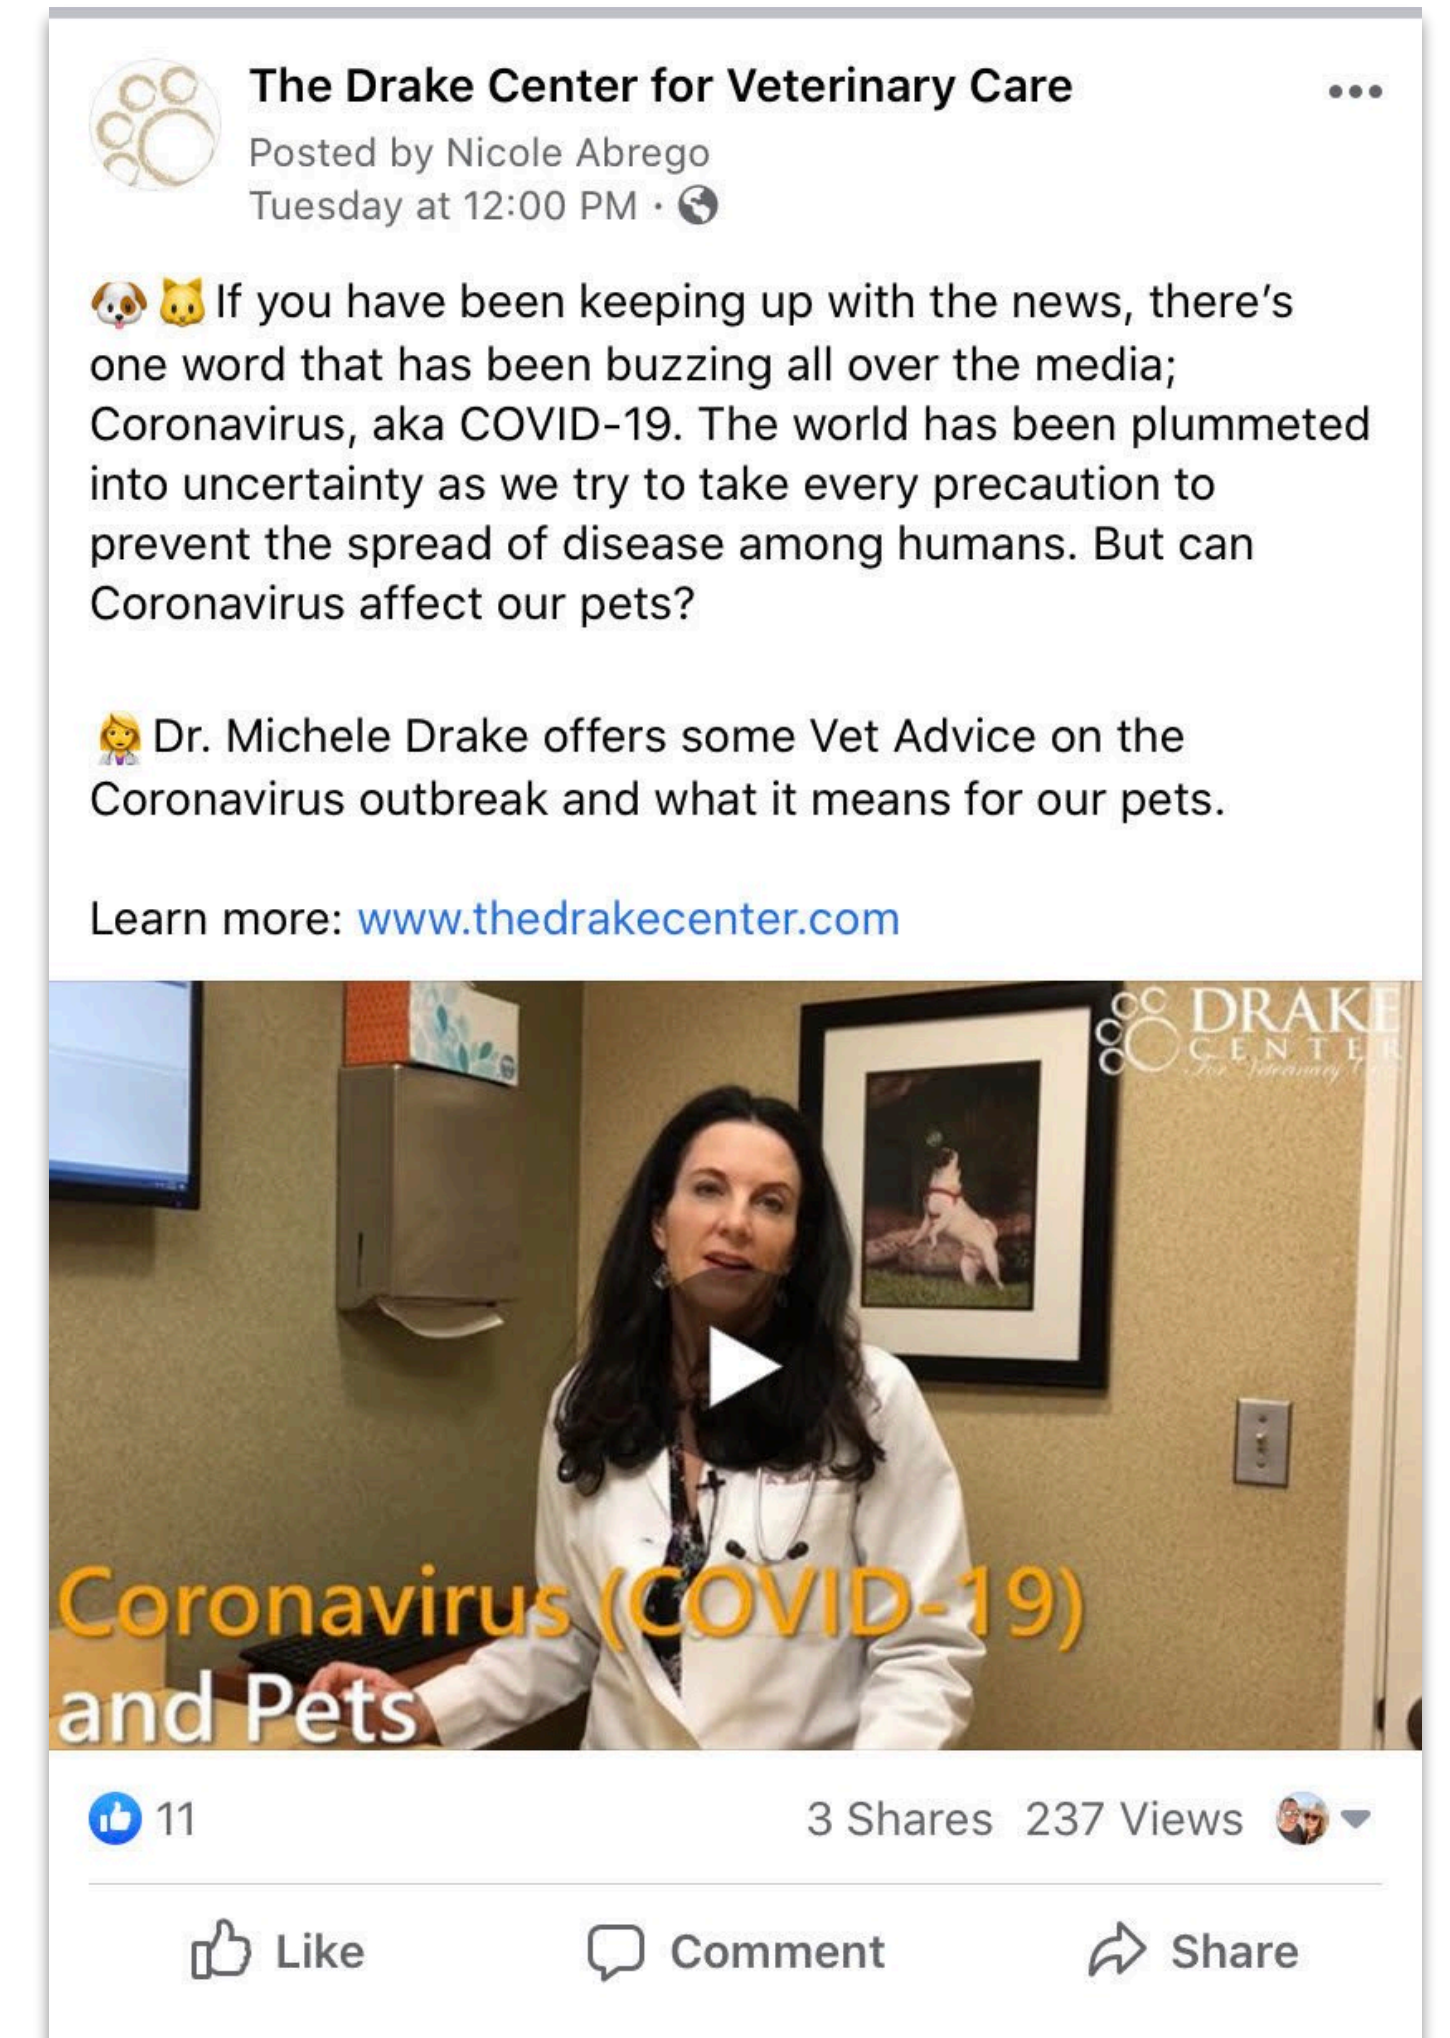 The Drake Center for Veterinary Care
Posted by Nicole Abrego
Tuesday at 12:00 PM ·
🐶 🐱 If you have been keeping up with the news, there's
one word that has been buzzing all over the media;
Coronavirus, aka COVID-19. The world has been plummeted
into uncertainty as we try to take every precaution to
prevent the spread of disease among humans. But can
Coronavirus affect our pets?
👩‍⚕️ Dr. Michele Drake offers some Vet Advice on the
Coronavirus outbreak and what it means for our pets.
Learn more: www.thedrakecenter.com
DRAKE
CENTER
For Veterinary
Coronavirus (COVID-19)
and Pets
11
3 Shares 237 Views
Like Comment Share